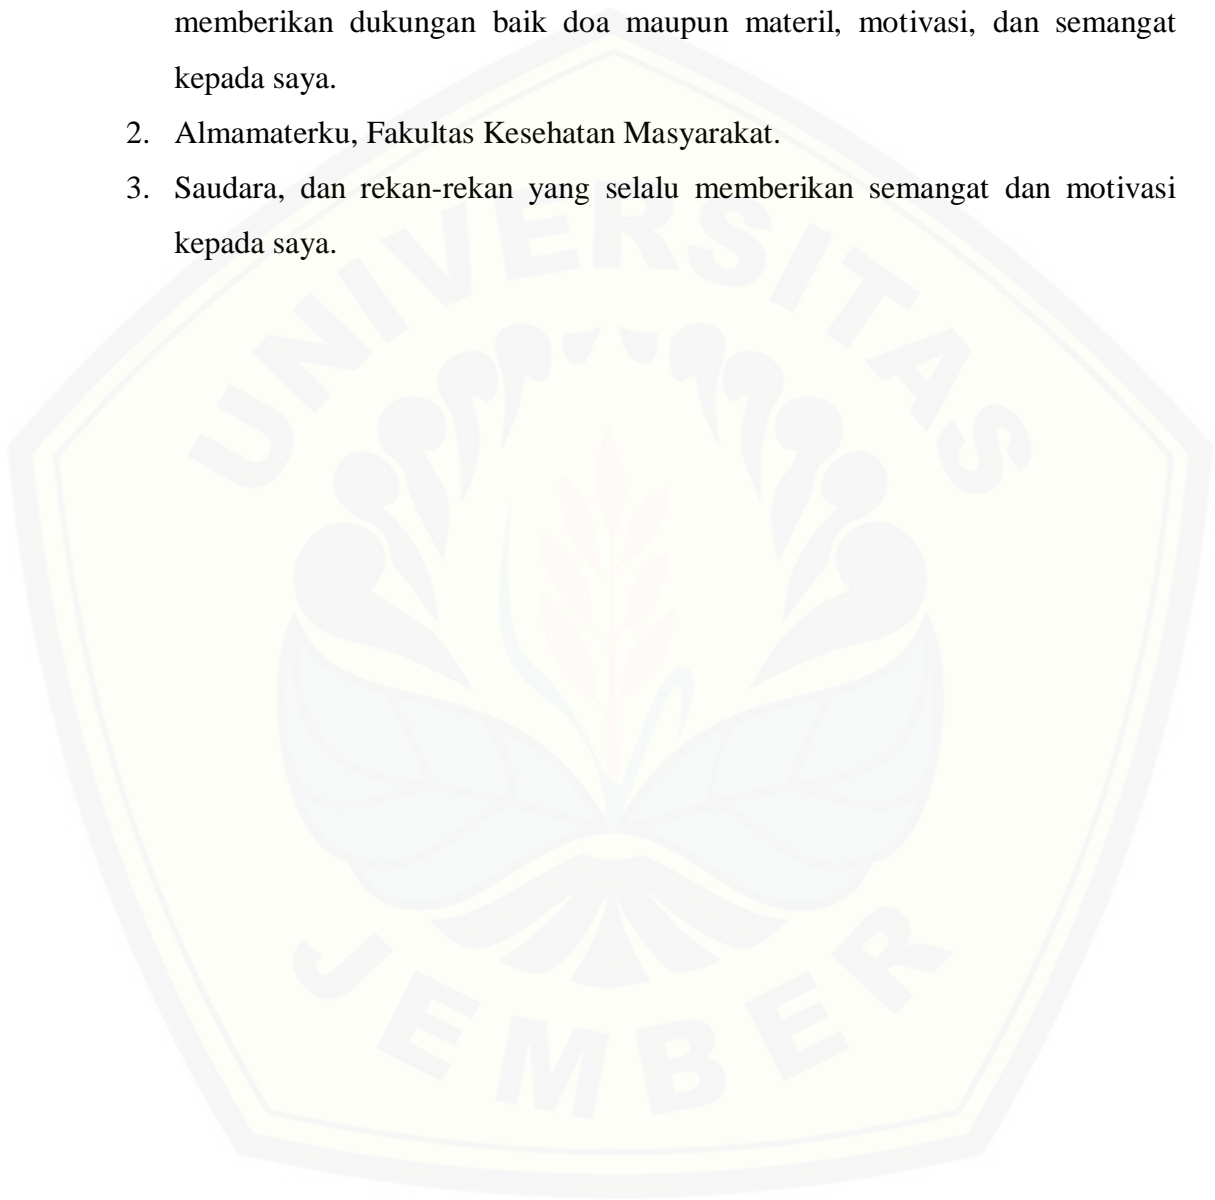 memberikan dukungan baik doa maupun materil, motivasi, dan semangat
kepada saya.
2. Almamaterku, Fakultas Kesehatan Masyarakat.
3. Saudara, dan rekan-rekan yang selalu memberikan semangat dan motivasi
kepada saya.
UNIVERSITAS
JEMBER